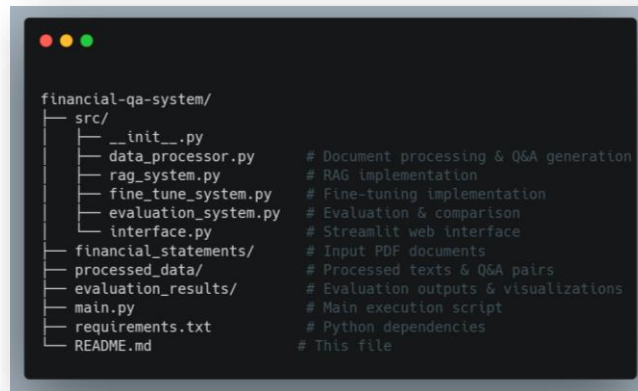 financial-qa-system/
├── src/
│   ├── __init__.py
│   ├── data_processor.py      # Document processing & Q&A generation
│   ├── rag_system.py          # RAG implementation
│   ├── fine_tune_system.py    # Fine-tuning implementation
│   ├── evaluation_system.py   # Evaluation & comparison
│   └── interface.py           # Streamlit web interface
├── financial_statements/      # Input PDF documents
├── processed_data/            # Processed texts & Q&A pairs
├── evaluation_results/        # Evaluation outputs & visualizations
├── main.py                    # Main execution script
├── requirements.txt           # Python dependencies
└── README.md                 # This file